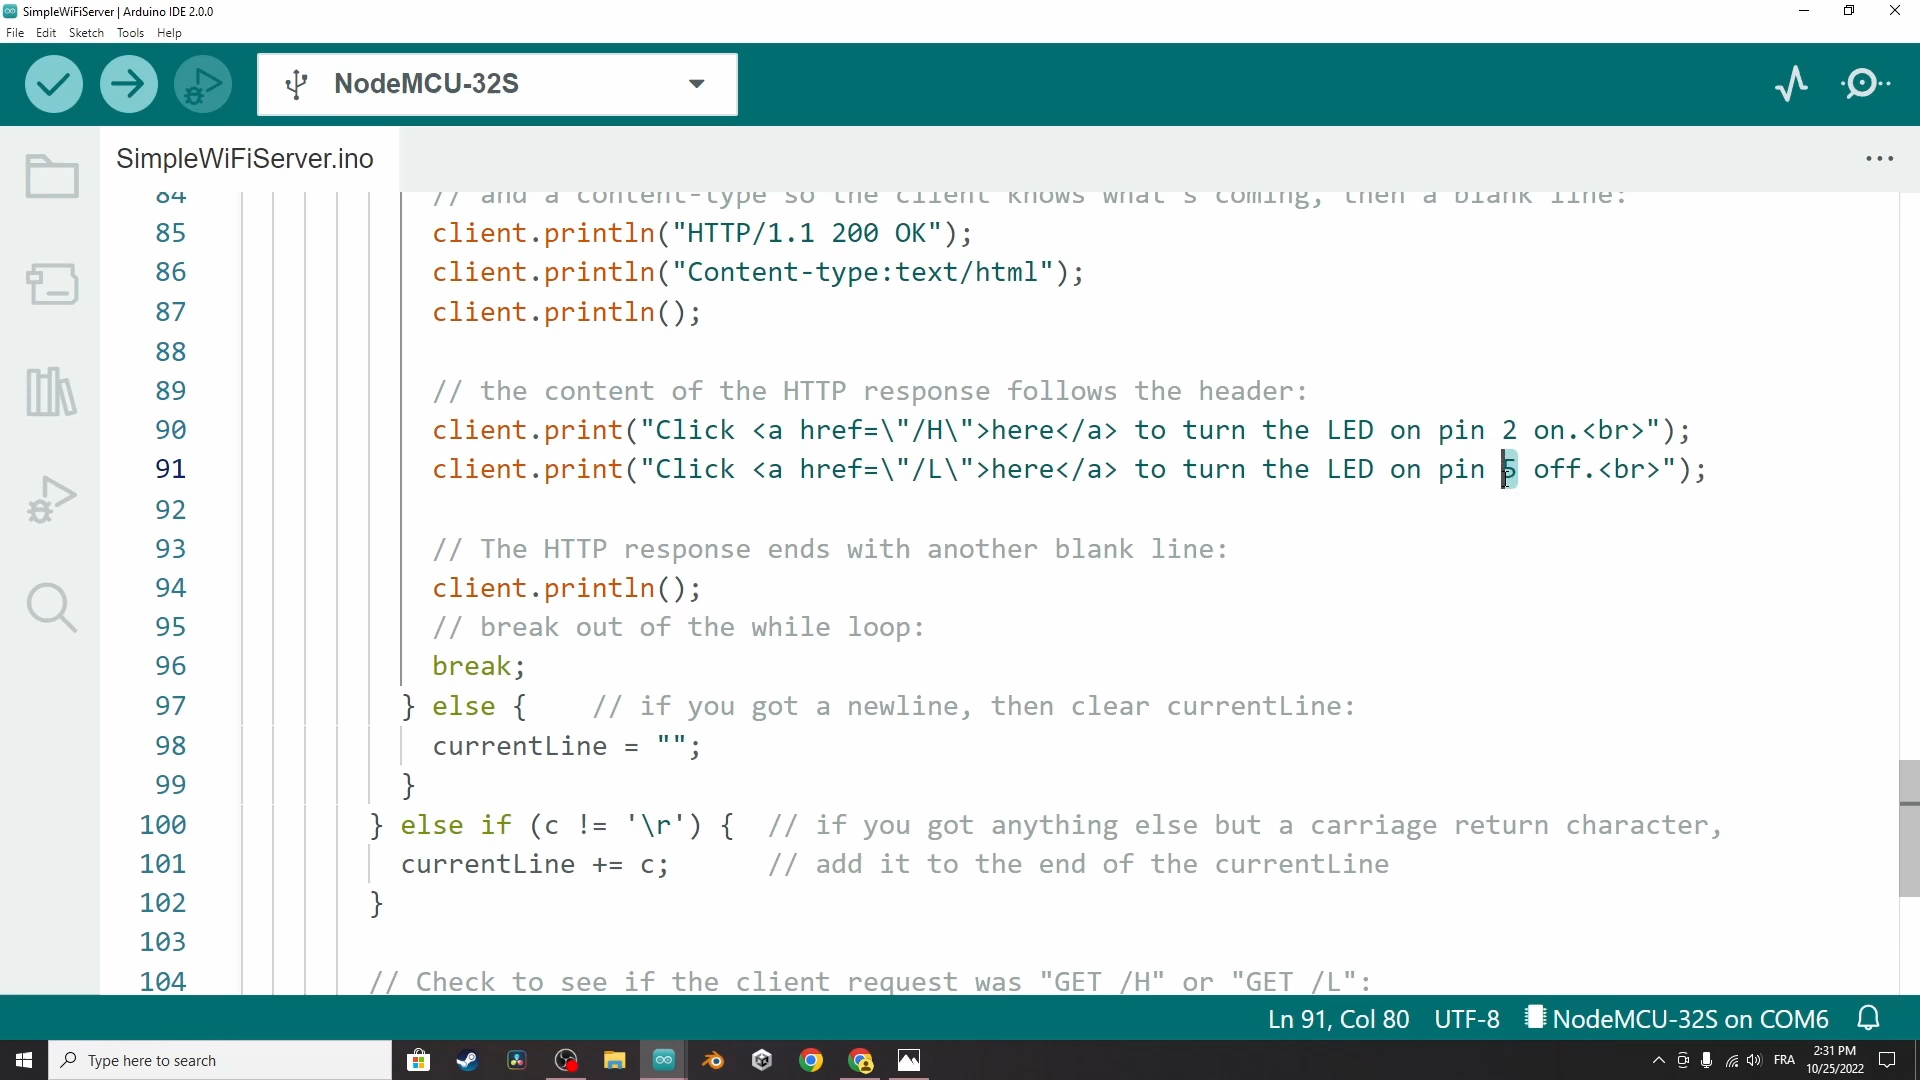 SimpleWiFiServer | Arduino IDE 2.0.0
File Edit Sketch Tools Help
NodeMCU-32S
SimpleWiFiServer.ino
84 // and a content-type so the client knows what's coming, then a blank line:
85 client.println("HTTP/1.1 200 OK");
86 client.println("Content-type:text/html");
87 client.println();
88
89 // the content of the HTTP response follows the header:
90 client.print("Click <a href=\"/H\">here</a> to turn the LED on pin 2 on.<br>");
91 client.print("Click <a href=\"/L\">here</a> to turn the LED on pin 5 off.<br>");
92
93 // The HTTP response ends with another blank line:
94 client.println();
95 // break out of the while loop:
96 break;
97 } else {    // if you got a newline, then clear currentLine:
98 currentLine = "";
99 }
100 } else if (c != '\r') {  // if you got anything else but a carriage return character,
101 currentLine += c;      // add it to the end of the currentLine
102 }
103
104 // Check to see if the client request was "GET /H" or "GET /L":
Ln 91, Col 80 UTF-8 NodeMCU-32S on COM6
Type here to search
FRA
2:31 PM
10/25/2022